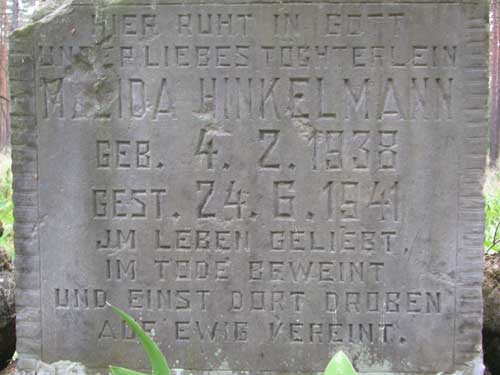 HIER RUHT IN GOTT
UNSER LIEBES TÖCHTERLEIN
HINKELMANN
GEB. 4. 2. 1938
GEST. 24. 6. 1941
JM LEBEN GELIEBT,
IM TODE BEWEINT
UND EINST DORT DROBEN
AUF EWIG VEREINT.